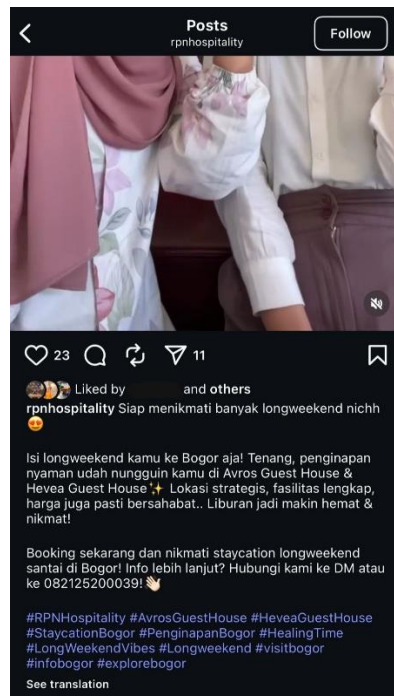 Posts
rpnhospitality
Follow
23
11
Liked by
and others
rpnhospitality Siap menikmati banyak longweekend nichh
😍
Isi longweekend kamu ke Bogor aja! Tenang, penginapan
nyaman udah nungguin kamu di Avros Guest House &
Hevea Guest House✨ Lokasi strategis, fasilitas lengkap,
harga juga pasti bersahabat.. Liburan jadi makin hemat &
nikmat!
Booking sekarang dan nikmati staycation longweekend
santai di Bogor! Info lebih lanjut? Hubungi kami ke DM atau
ke 082125200039!👋🏻
#RPNHospitality #AvrosGuestHouse #HeveaGuestHouse
#StaycationBogor #PenginapanBogor #HealingTime
#LongWeekendVibes #Longweekend #visitbogor
#infobogor #explorebogor
See translation